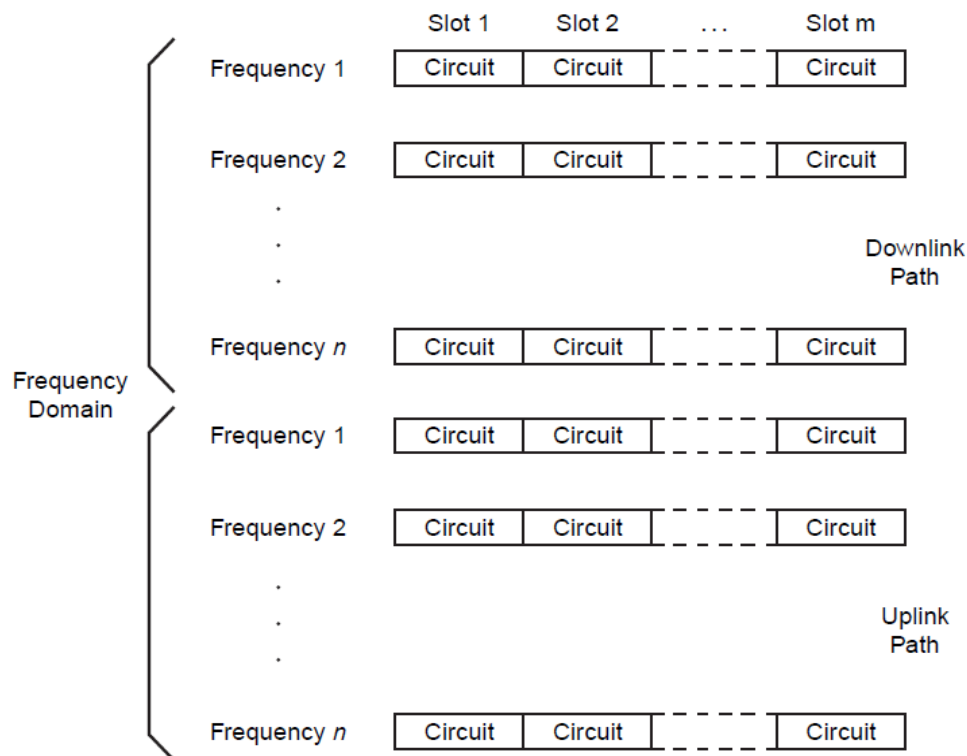 Slot 1 Slot 2 ... Slot m
Frequency 1 Circuit Circuit Circuit
Frequency 2 Circuit Circuit Circuit
Downlink
Path
Frequency n Circuit Circuit Circuit
Frequency
Domain
Frequency 1 Circuit Circuit Circuit
Frequency 2 Circuit Circuit Circuit
Uplink
Path
Frequency n Circuit Circuit Circuit